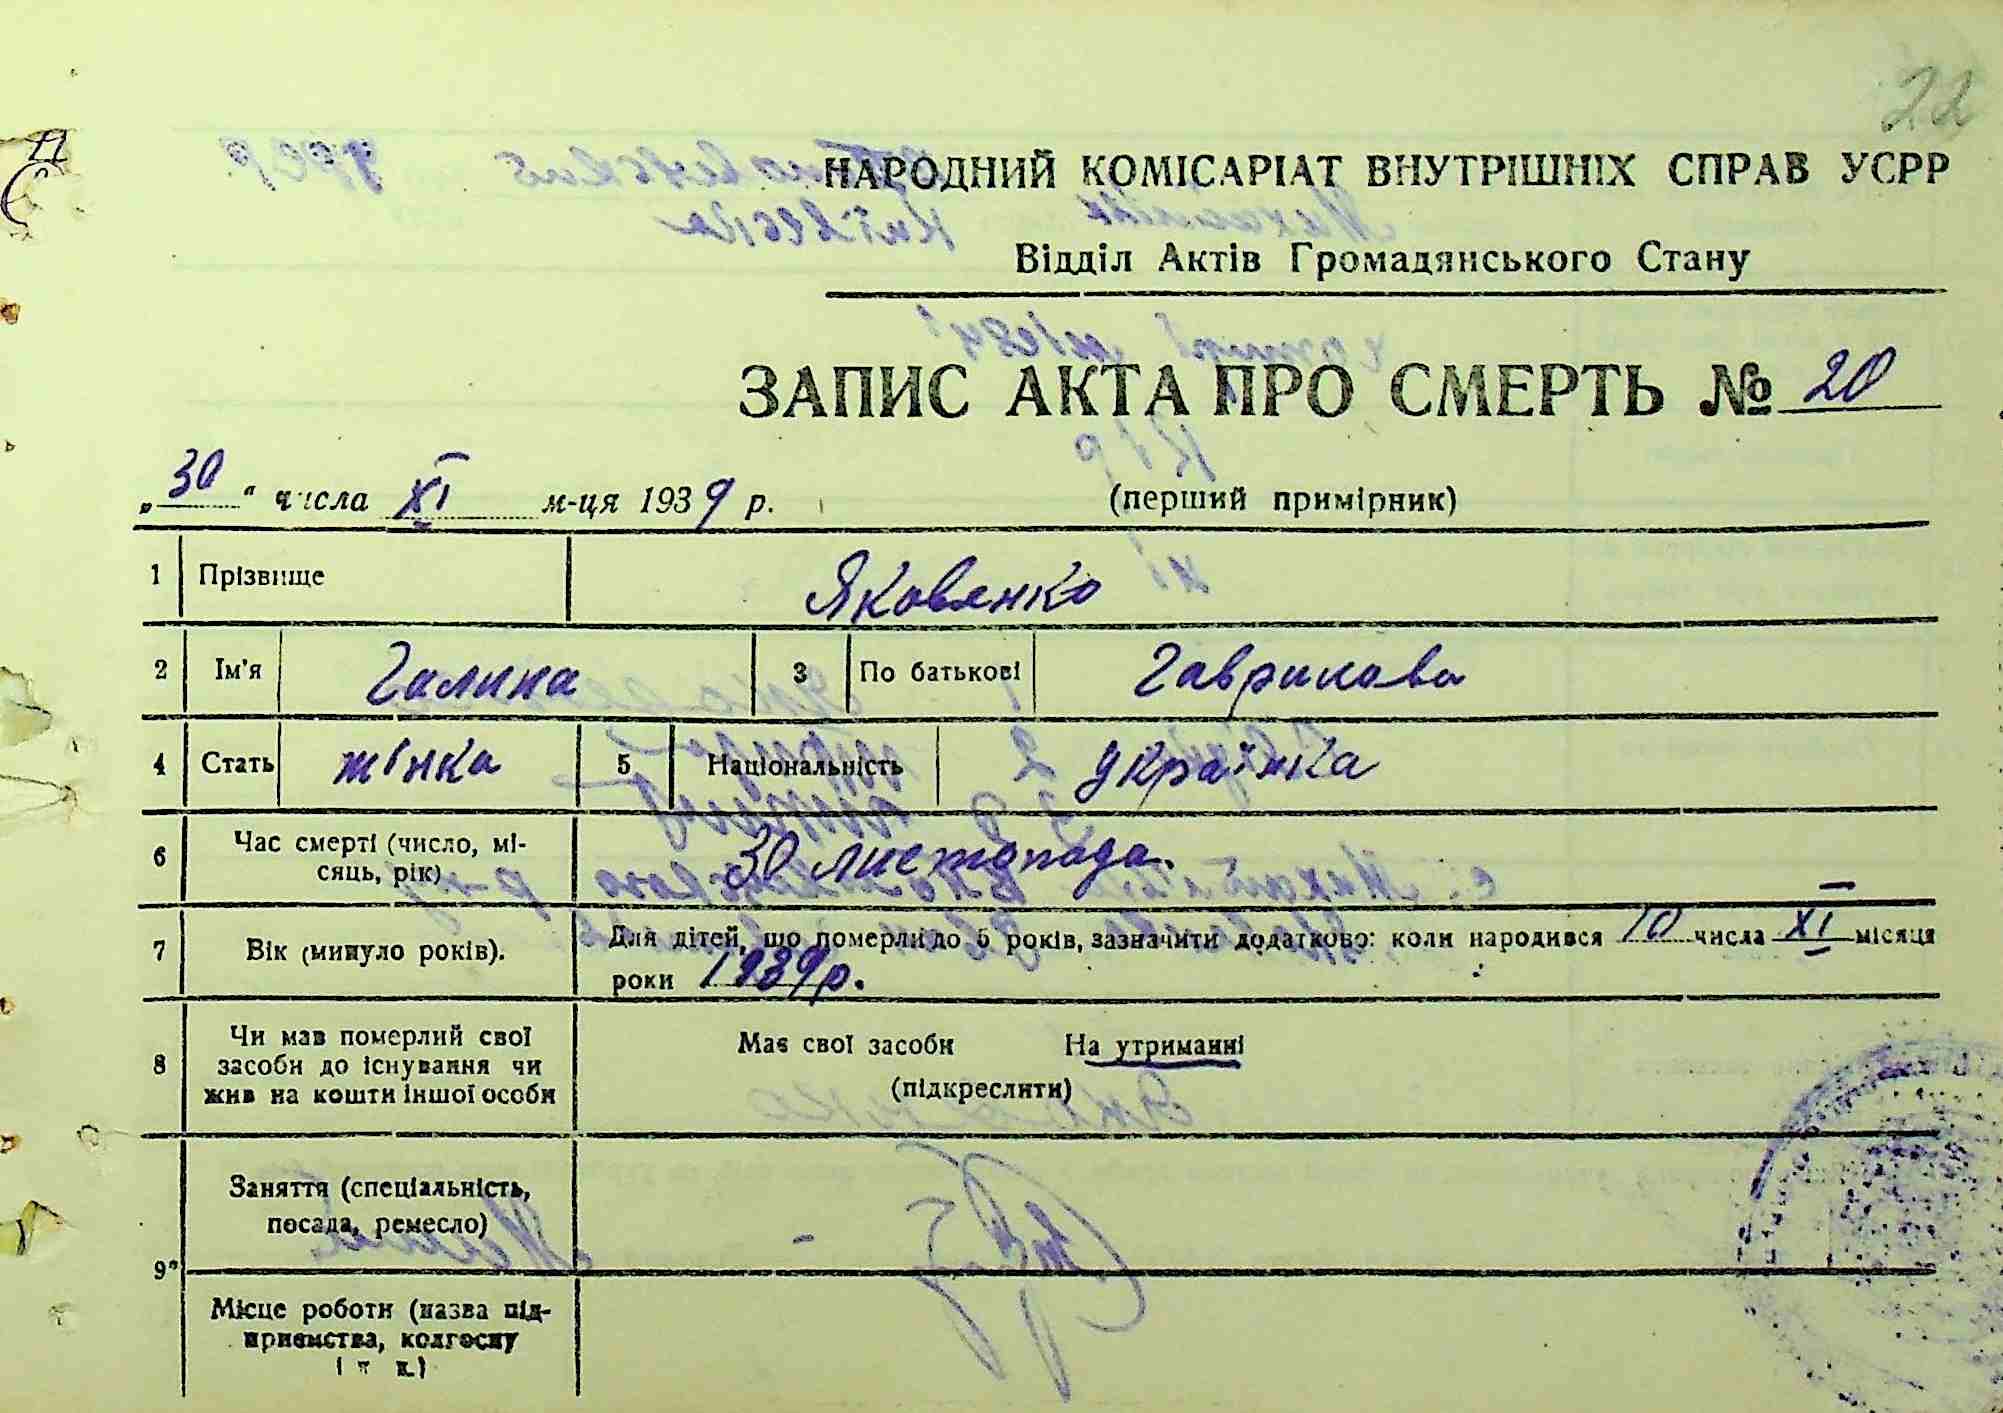 22
НАРОДНИЙ КОМІСАРІАТ ВНУТРІШНІХ СПРАВ УСРР
Відділ Актів Громадянського Стану
ЗАПИС АКТА ПРО СМЕРТЬ № 20
„30“ числа XI м-ця 1939 р. (перший примірник)
1 Прізвище Яковенко
2 Ім'я Галина 3 По батькові Гаврилова
4 Стать жінка 5 Національність українка
6 Час смерті (число, мі-
сяць, рік) 30 листопада.
7 Вік (минуло років). Для дітей, що померли до 5 років, зазначити додатково: коли народився 10 числа XI місяця
роки 1939 р.
8 Чи мав померлий свої
засоби до існування чи
жив на кошти іншої особи
Має свої засоби На утриманні
(підкреслити)
9 Заняття (спеціальність,
посада, ремесло) -
Місце роботи (назва під-
приємства, колгоспу
і т. п.)